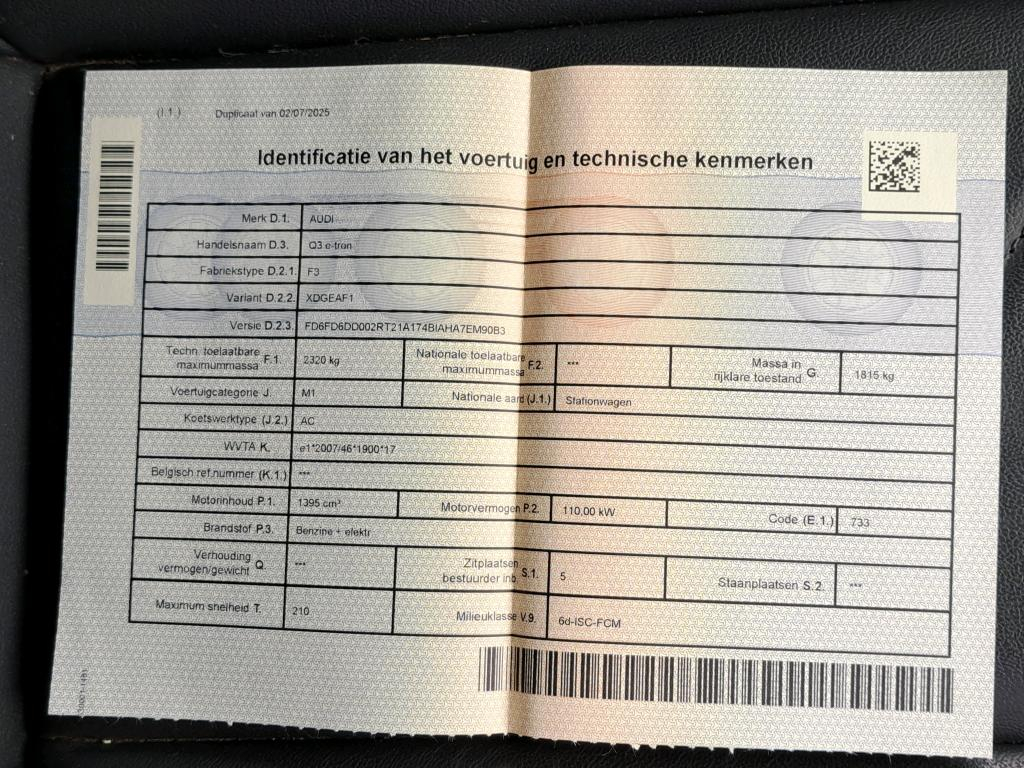 (I.1.) Duplicaat van 02/07/2025
Identificatie van het voertuig en technische kenmerken
Merk D.1. AUDI
Handelsnaam D.3. Q3 e-tron
Fabriekstype D.2.1. F3
Variant D.2.2. XDGEAF1
Versie D.2.3. FD6FD6DD002RT21A174BIAHA7EM90B3
Techn. toelaatbare maximummassa F.1. 2320 kg Nationale toelaatbare maximummassa F.2. *** Massa in rijklare toestand G. 1815 kg
Voertuigcategorie J. M1 Nationale aard (J.1.) Stationwagen
Koetswerktype (J.2.) AC
WVTA K. e1*2007/46*1900*17
Belgisch ref.nummer (K.1.) ***
Motorinhoud P.1. 1395 cm³ Motorvermogen P.2. 110,00 kW Code (E.1.) 733
Brandstof P.3. Benzine + elektr
Verhouding vermogen/gewicht Q. *** Zitplaatsen bestuurder inb. S.1. 5 Staanplaatsen S.2. ***
Maximum snelheid T. 210 Milieuklasse V.9. 6d-ISC-FCM